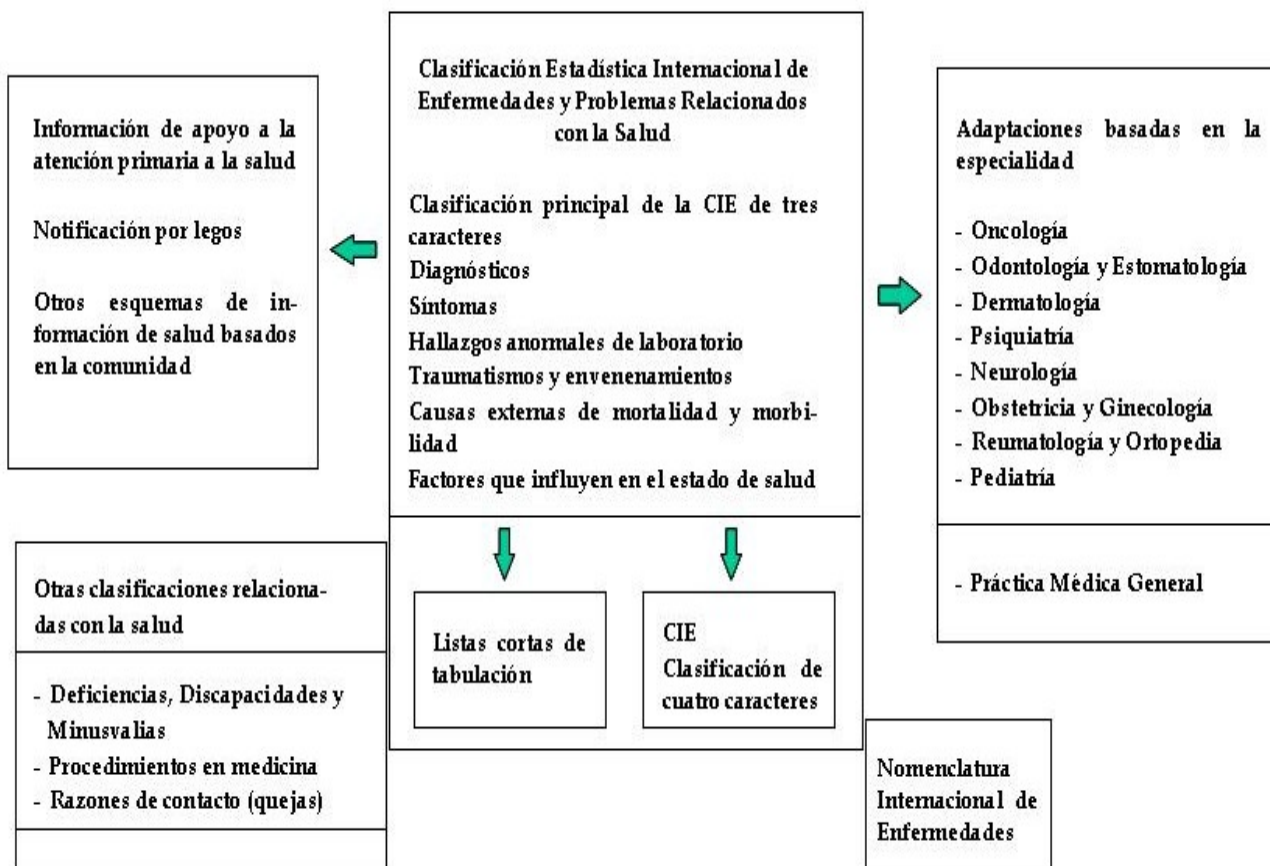 Clasificación Estadística Internacional de
Enfermedades y Problemas Relacionados
con la Salud
Clasificación principal de la CIE de tres
caracteres
Diagnósticos
Síntomas
Hallazgos anormales de laboratorio
Traumatismos y envenenamientos
Causas externas de mortalidad y morbi-
lidad
Factores que influyen en el estado de salud
Información de apoyo a la
atención primaria a la salud
Notificación por legos
Otros esquemas de in-
formación de salud basados
en la comunidad
Adaptaciones basadas en la
especialidad
- Oncología
- Odontología y Estomatología
- Dermatología
- Psiquiatría
- Neurología
- Obstetricia y Ginecología
- Reumatología y Ortopedia
- Pediatría
- Práctica Médica General
Otras clasificaciones relaciona-
das con la salud
- Deficiencias, Discapacidades y
Minusvalias
- Procedimientos en medicina
- Razones de contacto (quejas)
Listas cortas de
tabulación
CIE
Clasificación de
cuatro caracteres
Nomenclatura
Internacional de
Enfermedades